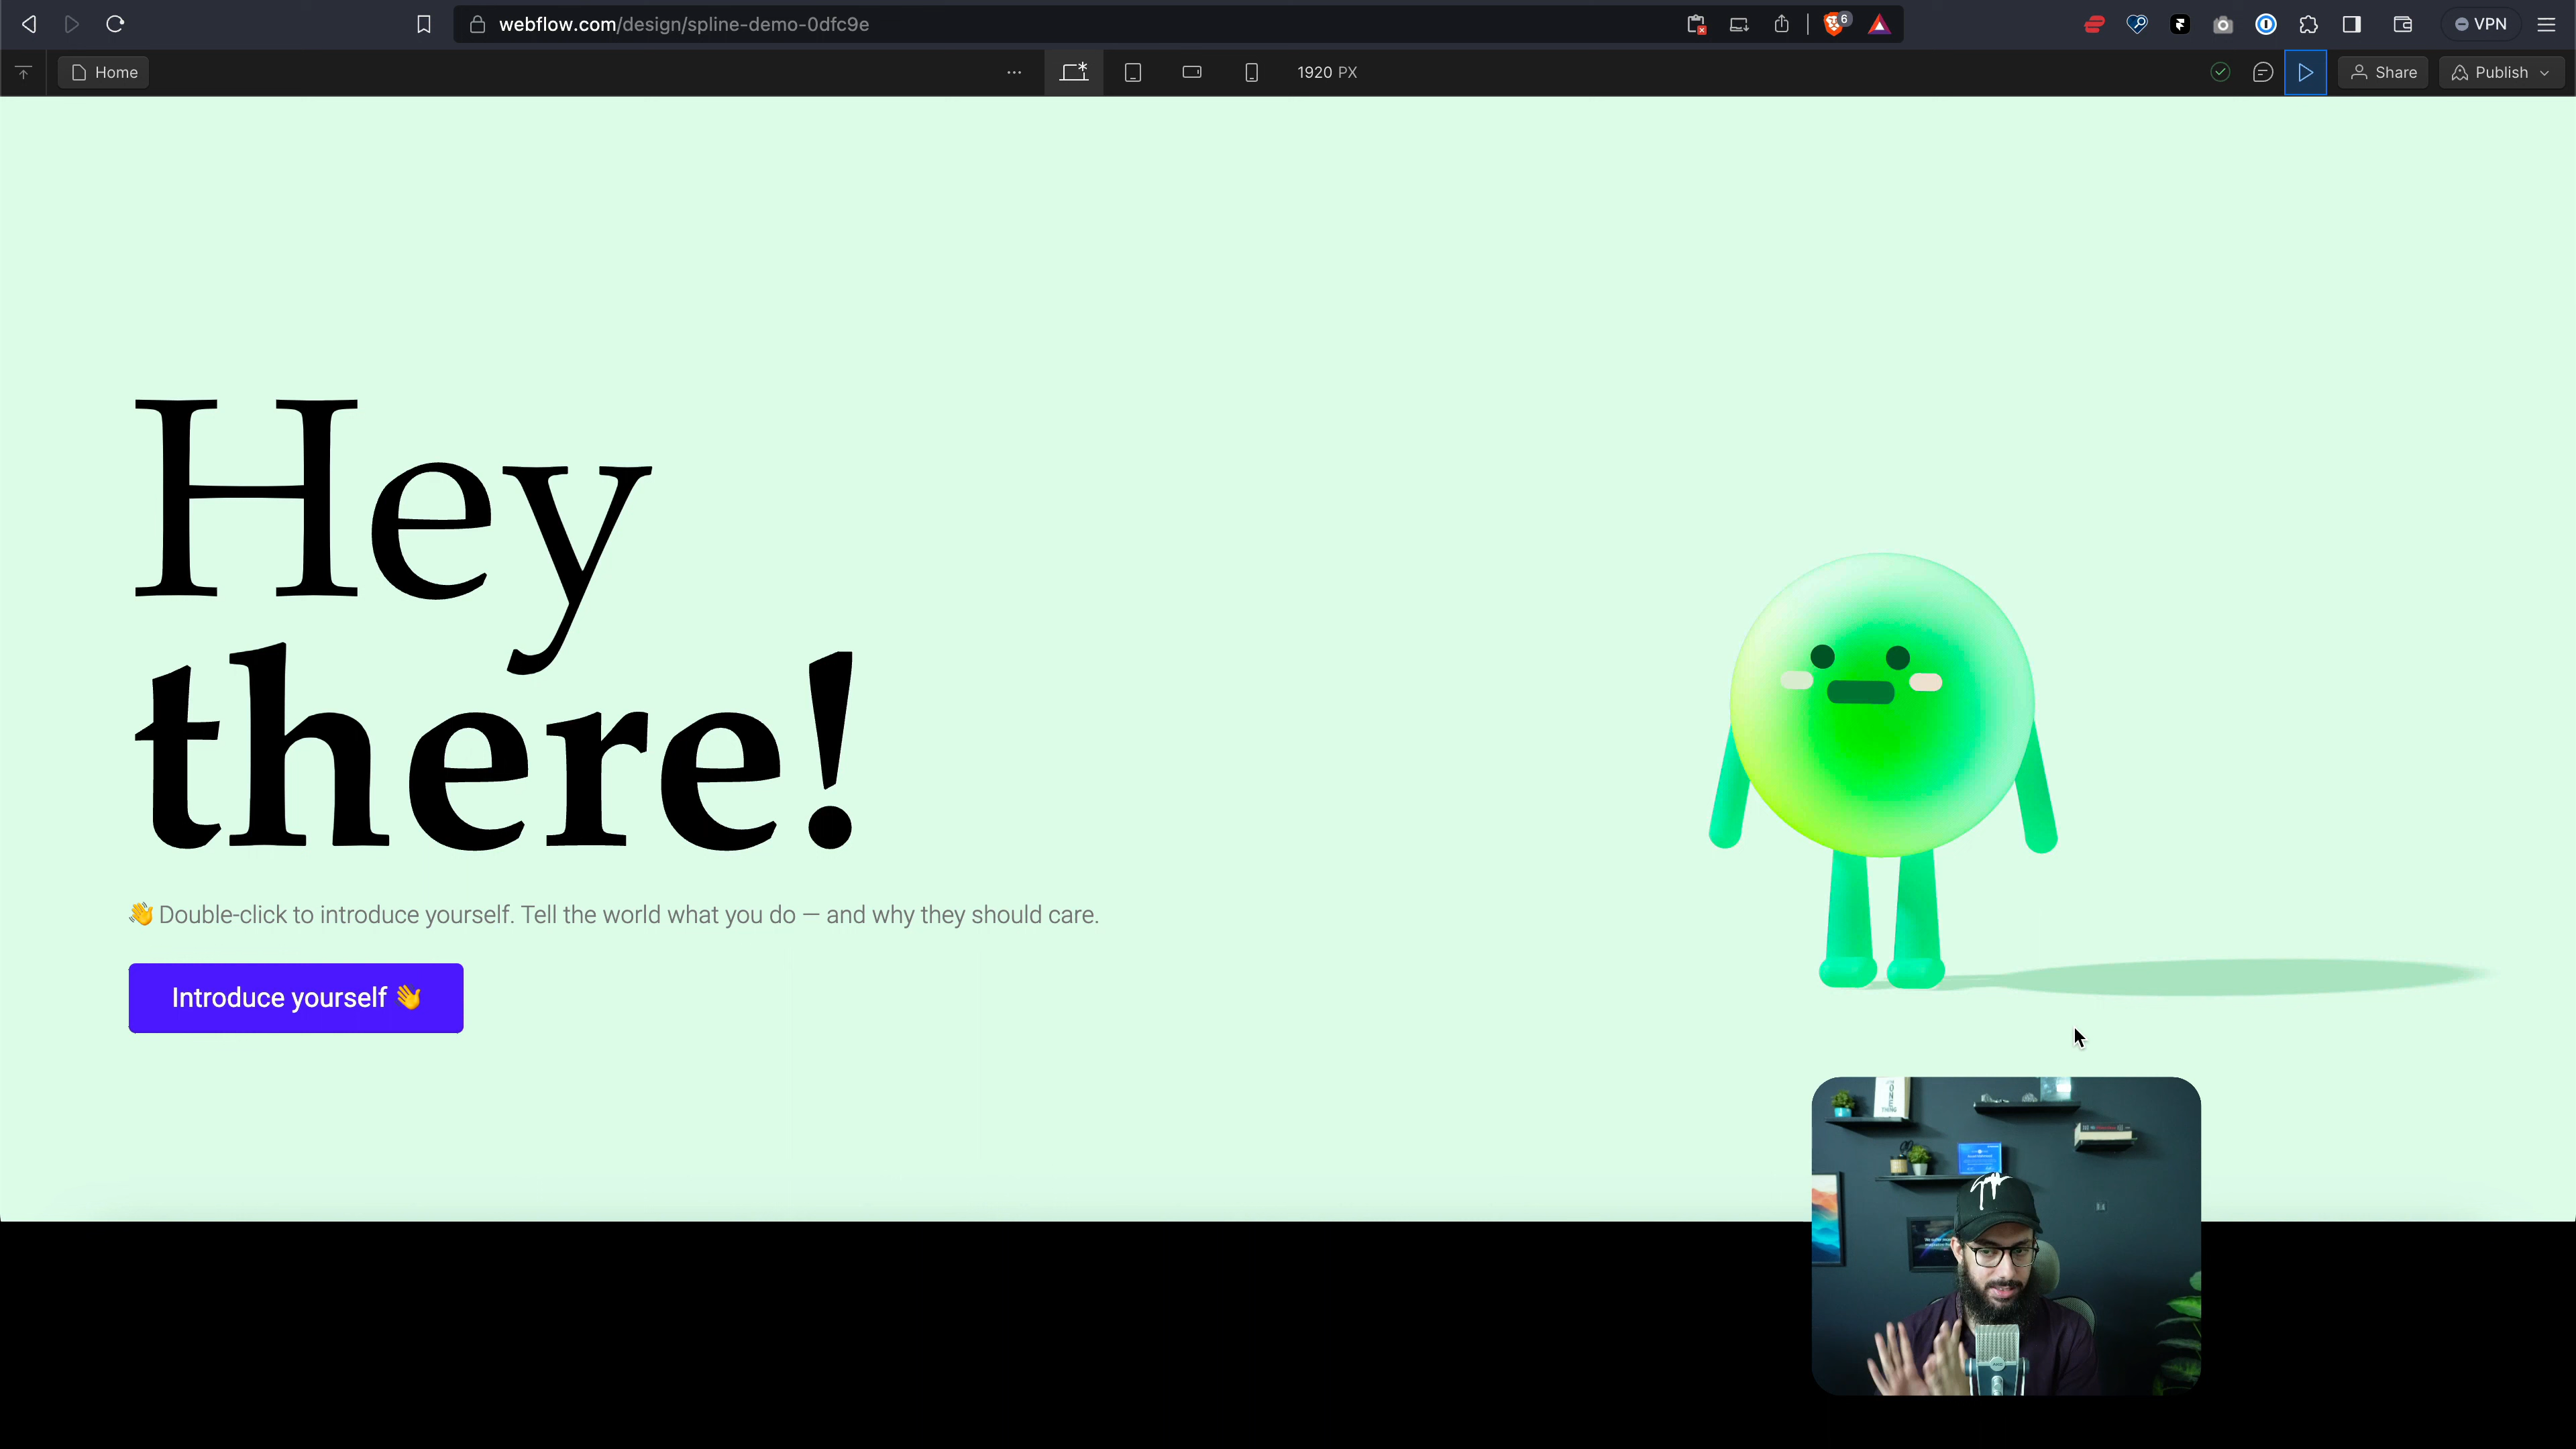 webflow.com/design/spline-demo-0dfc9e
6
VPN
Home
1920 PX
Share
Publish
Hey
there!
👋 Double-click to introduce yourself. Tell the world what you do — and why they should care.
Introduce yourself 👋